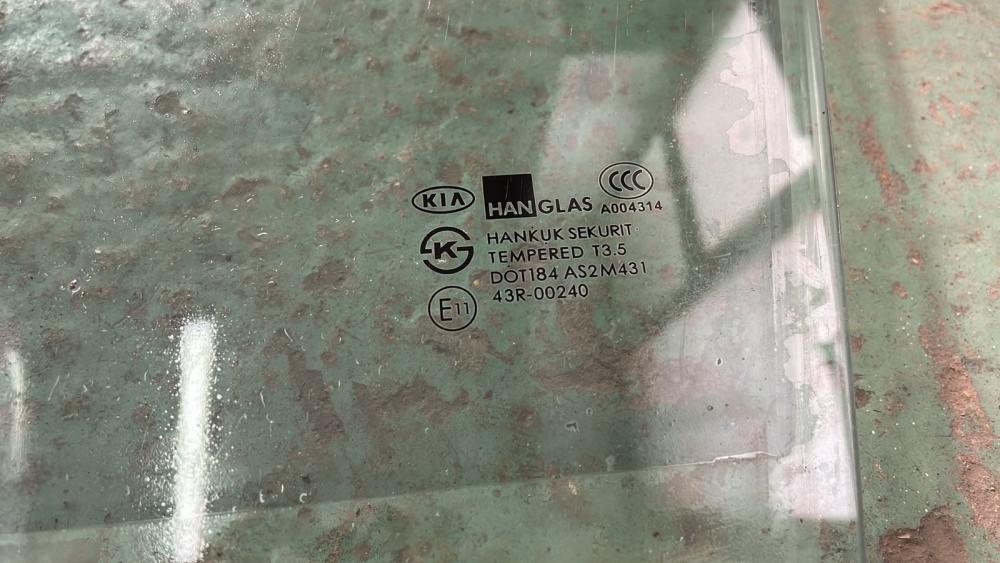 KIA HANGLAS CCC
A004314
K HANKUK SEKURIT
TEMPERED T3.5
DOT184 AS2M431
E11 43R-00240